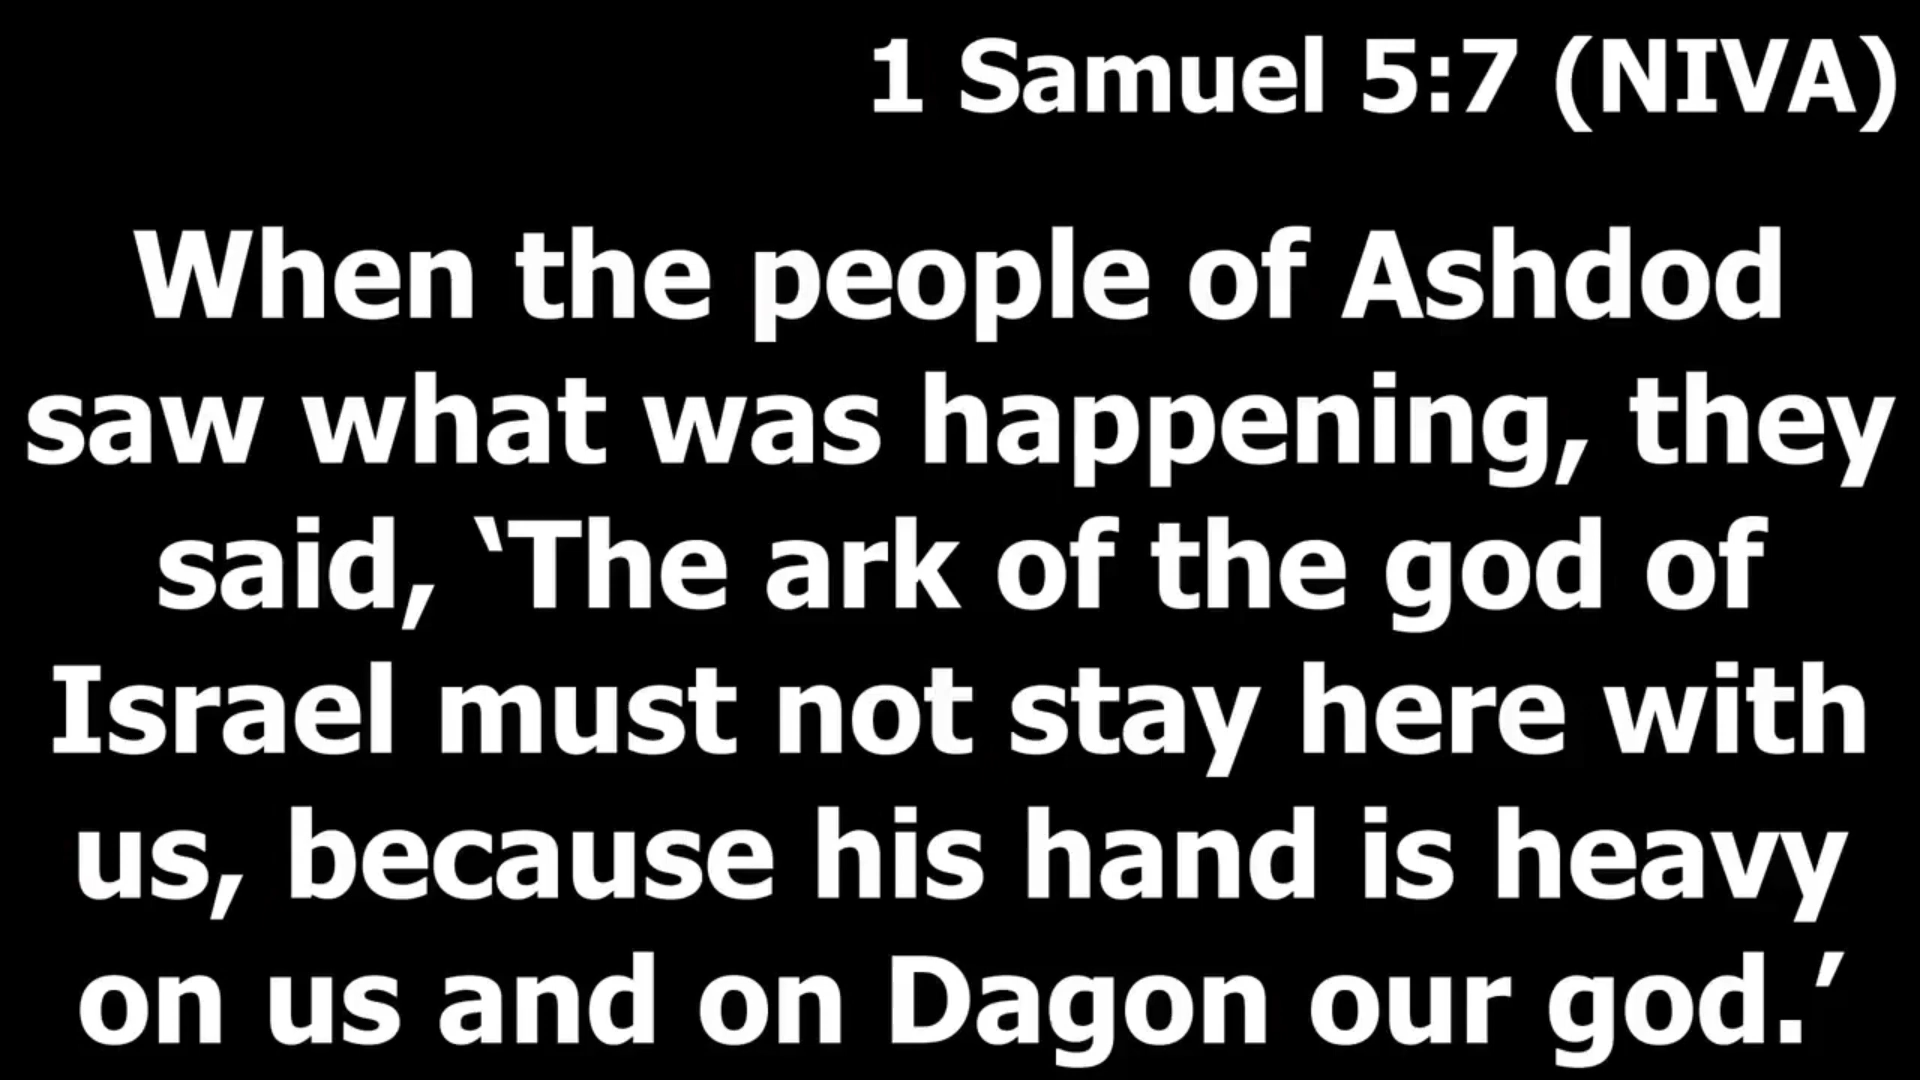 1 Samuel 5:7 (NIVA)
When the people of Ashdod
saw what was happening, they
said, ‘The ark of the god of
Israel must not stay here with
us, because his hand is heavy
on us and on Dagon our god.’